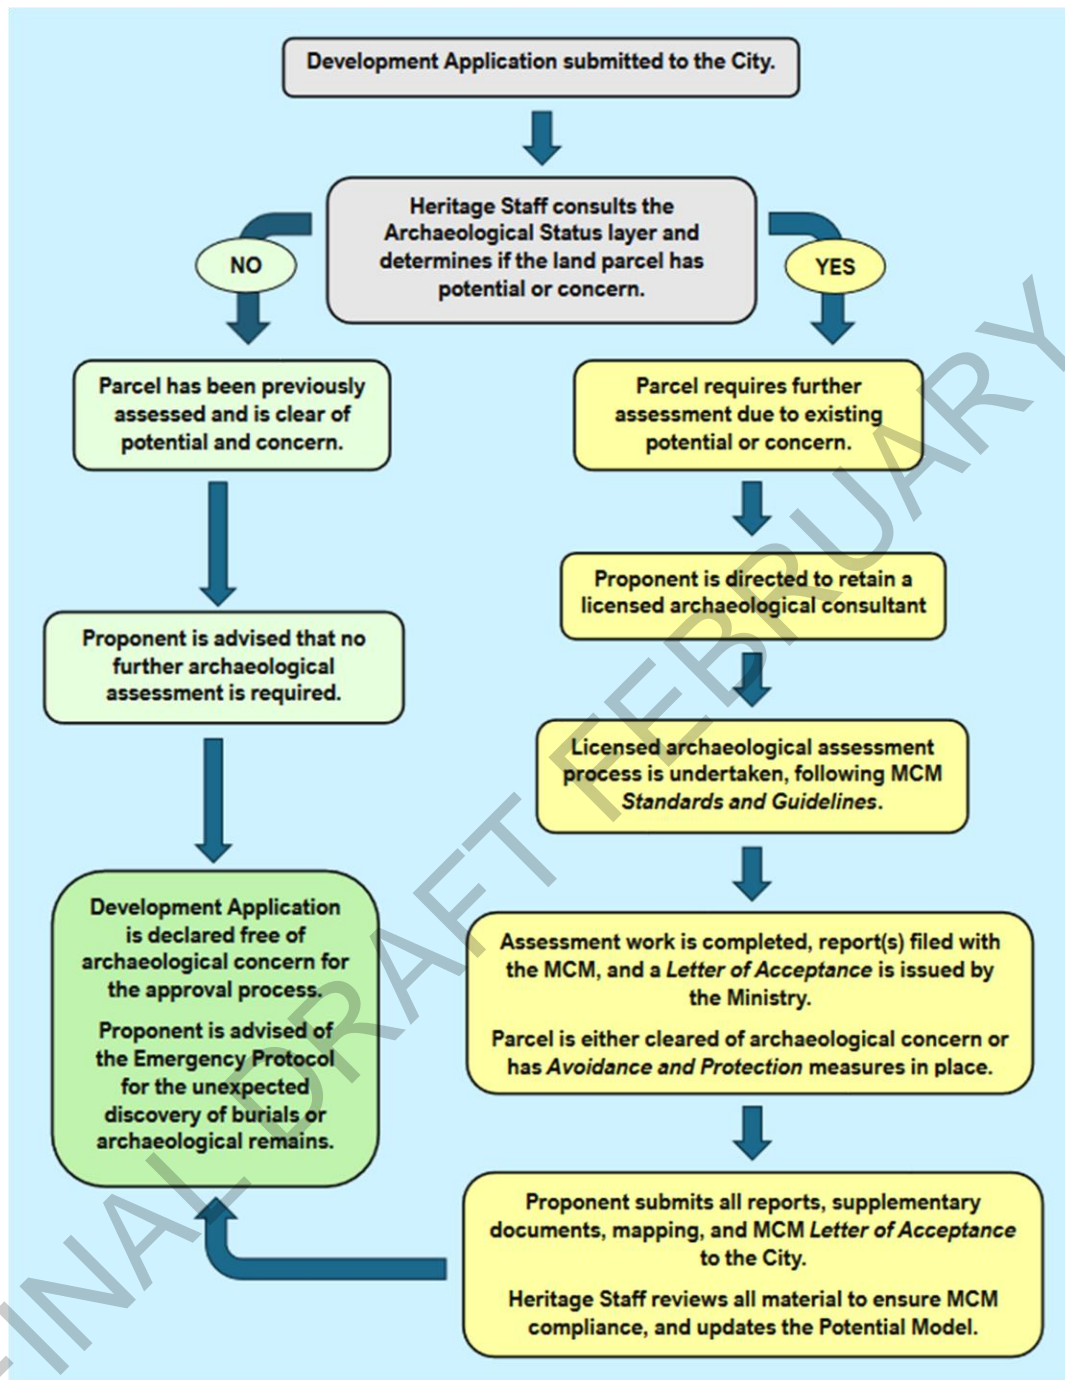 Development Application submitted to the City.
Heritage Staff consults the
Archaeological Status layer and
determines if the land parcel has
potential or concern.
NO
YES
Parcel has been previously
assessed and is clear of
potential and concern.
Parcel requires further
assessment due to existing
potential or concern.
Proponent is directed to retain a
licensed archaeological consultant
Proponent is advised that no
further archaeological
assessment is required.
Licensed archaeological assessment
process is undertaken, following MCM
Standards and Guidelines.
Development Application
is declared free of
archaeological concern for
the approval process.
Proponent is advised of
the Emergency Protocol
for the unexpected
discovery of burials or
archaeological remains.
Assessment work is completed, report(s) filed with
the MCM, and a Letter of Acceptance is issued by
the Ministry.
Parcel is either cleared of archaeological concern or
has Avoidance and Protection measures in place.
Proponent submits all reports, supplementary
documents, mapping, and MCM Letter of Acceptance
to the City.
Heritage Staff reviews all material to ensure MCM
compliance, and updates the Potential Model.
FINAL DRAFT FEBRUARY